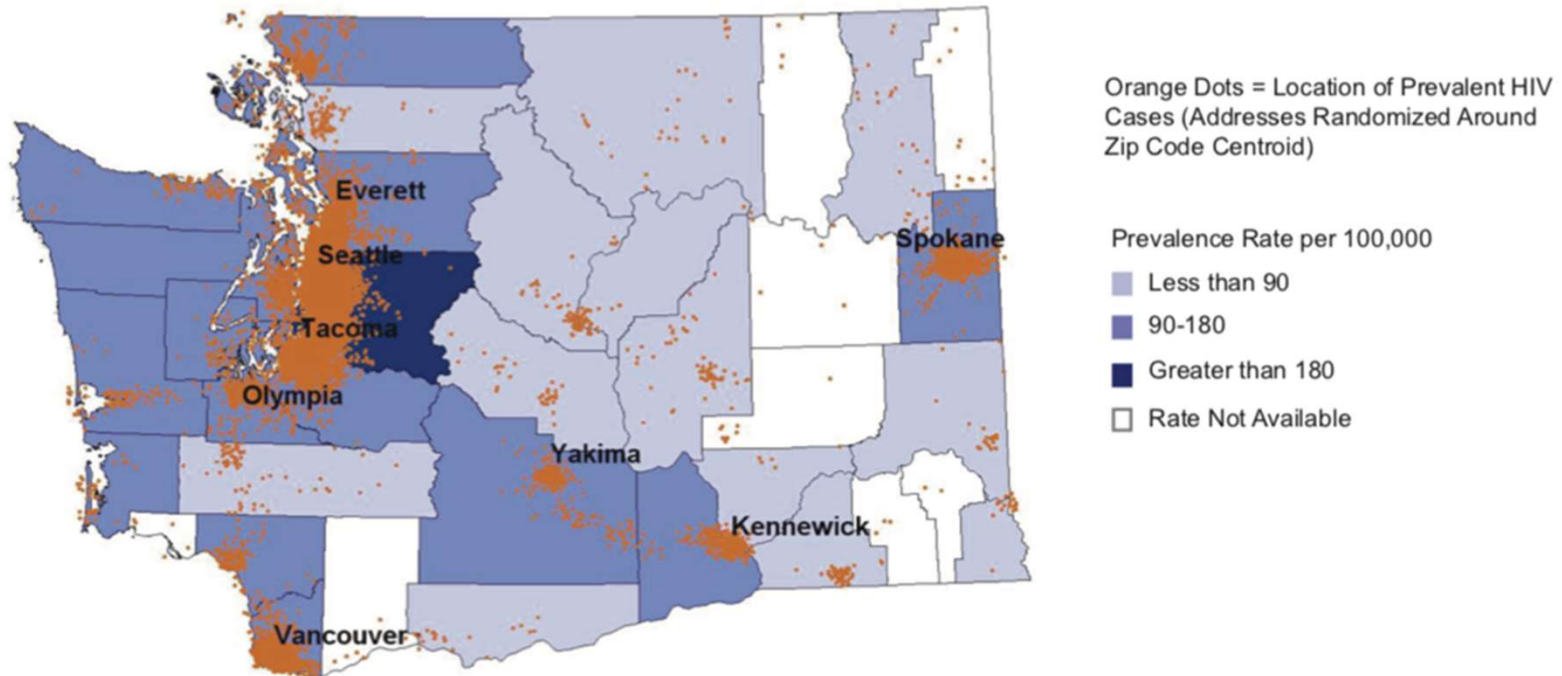 Everett
Seattle
Tacoma
Olympia
Yakima
Kennewick
Vancouver
Spokane
Orange Dots = Location of Prevalent HIV
Cases (Addresses Randomized Around
Zip Code Centroid)
Prevalence Rate per 100,000
Less than 90
90-180
Greater than 180
Rate Not Available